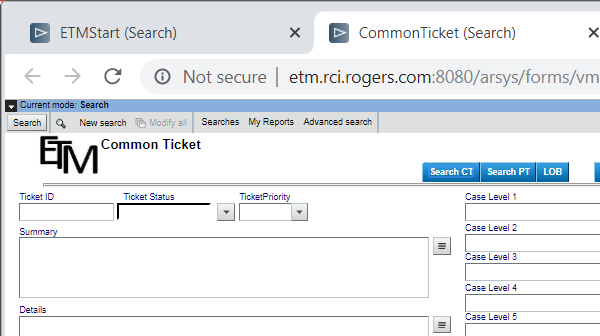 ETMStart (Search)
CommonTicket (Search)
Not secure | etm.rci.rogers.com:8080/arsys/forms/vm
Current mode: Search
Search New search Modify all Searches My Reports Advanced search
ETM Common Ticket
Search CT Search PT LOB
Ticket ID Ticket Status TicketPriority Case Level 1
Case Level 2
Summary
Case Level 3
Case Level 4
Details Case Level 5